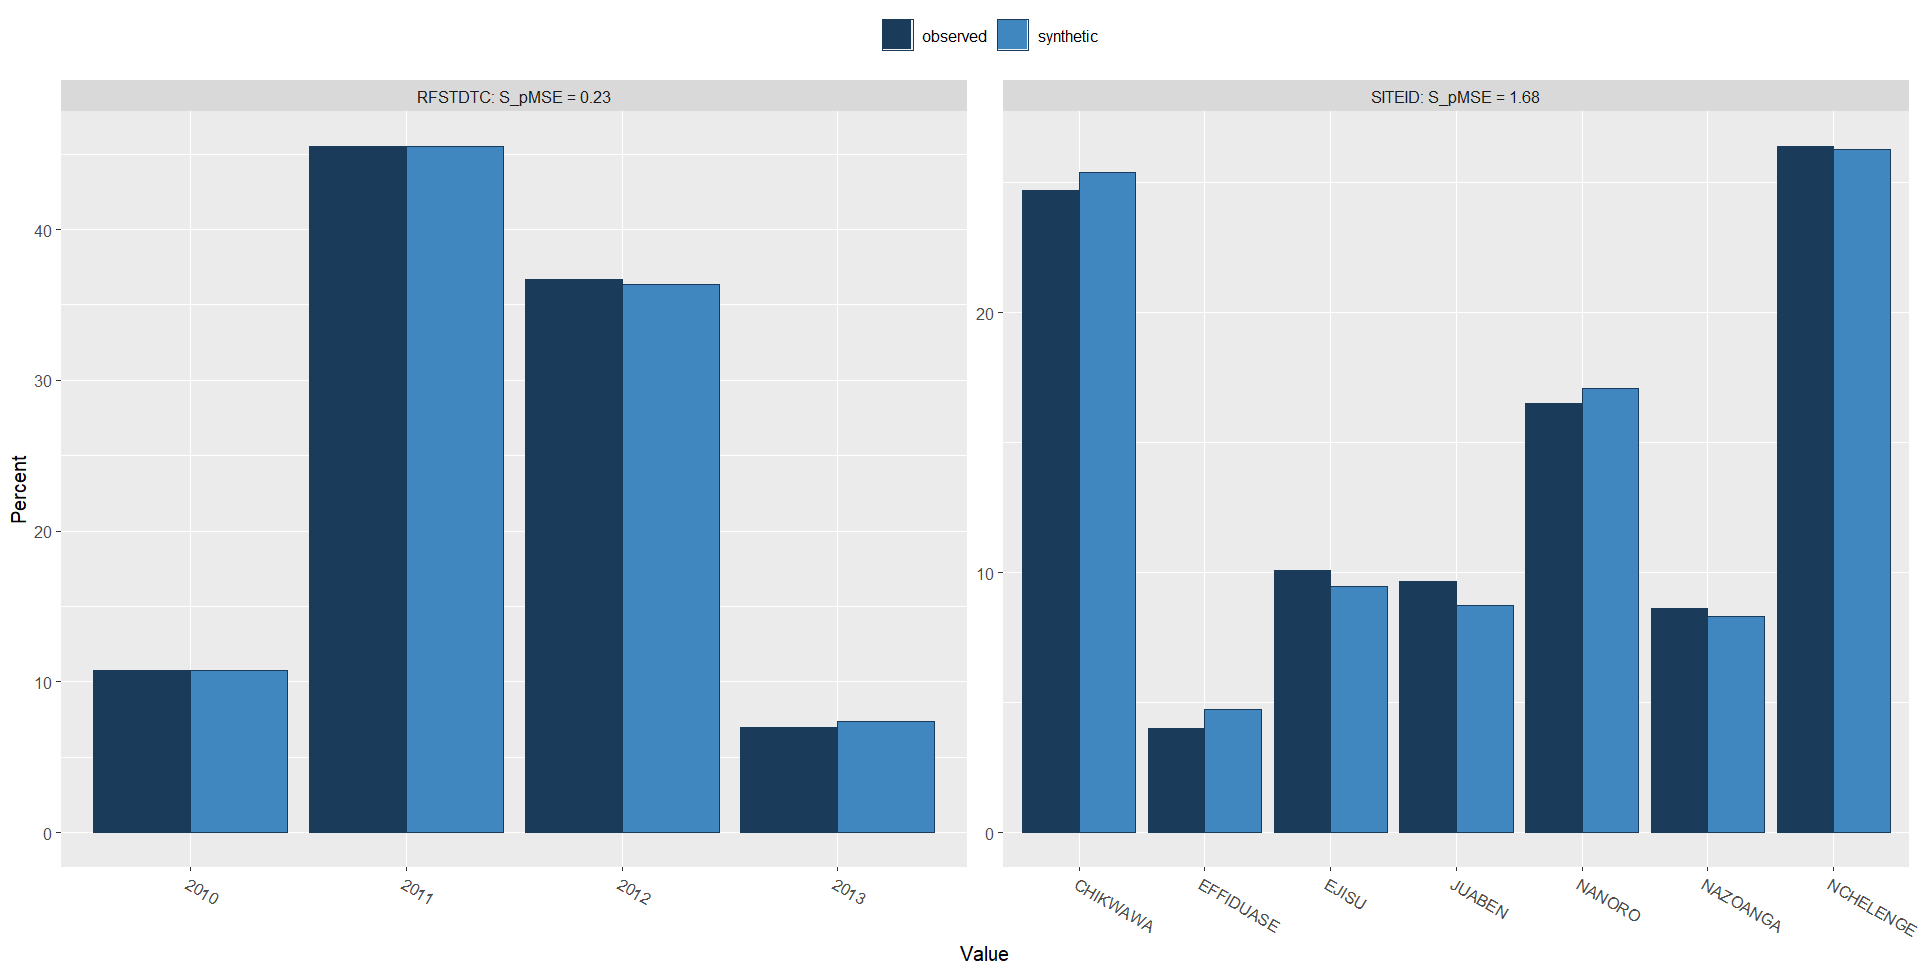 observed synthetic
RFSTDTC: S_pMSE = 0.23
SITEID: S_pMSE = 1.68
Percent
40
30
20
10
0
20
10
0
2010 2011 2012 2013
CHIKWAWA EFFIDUASE EJISU JUABEN NANORO NAZOANGA NCHELENGE
Value